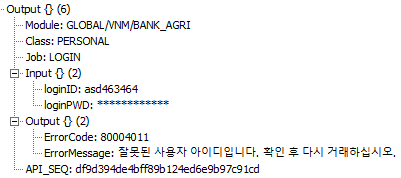 Output {} (6)
Module: GLOBAL/VNM/BANK_AGRI
Class: PERSONAL
Job: LOGIN
Input {} (2)
loginID: asd463464
loginPWD: ************
Output {} (2)
ErrorCode: 80004011
ErrorMessage: 잘못된 사용자 아이디입니다. 확인 후 다시 거래하십시오.
API_SEQ: df9d394de4bff89b124ed6e9b97c91cd